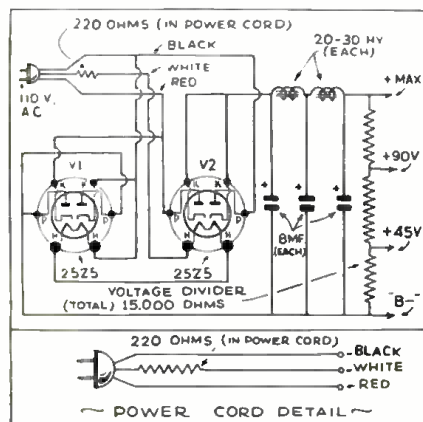 220 OHMS (IN POWER CORD)
BLACK
WHITE
RED
110 V.
AC
20-30 HY
(EACH)
+ MAX
+90V
+45V
B-
V1
V2
K
P
P
P
H
H
K
K
P
P
H
H
25Z5
25Z5
8MF.
(EACH)
VOLTAGE DIVIDER
(TOTAL) 15,000 OHMS
220 OHMS (IN POWER CORD)
BLACK
WHITE
RED
~ POWER CORD DETAIL ~